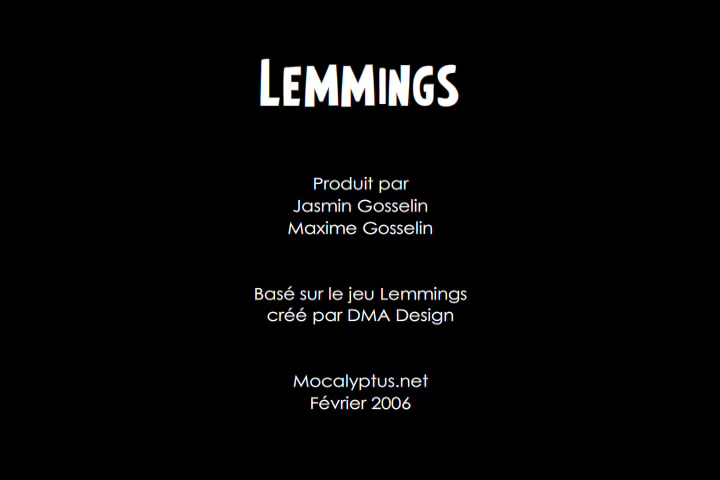 LEMMINGS
Produit par
Jasmin Gosselin
Maxime Gosselin
Basé sur le jeu Lemmings
créé par DMA Design
Mocalyptus.net
Février 2006